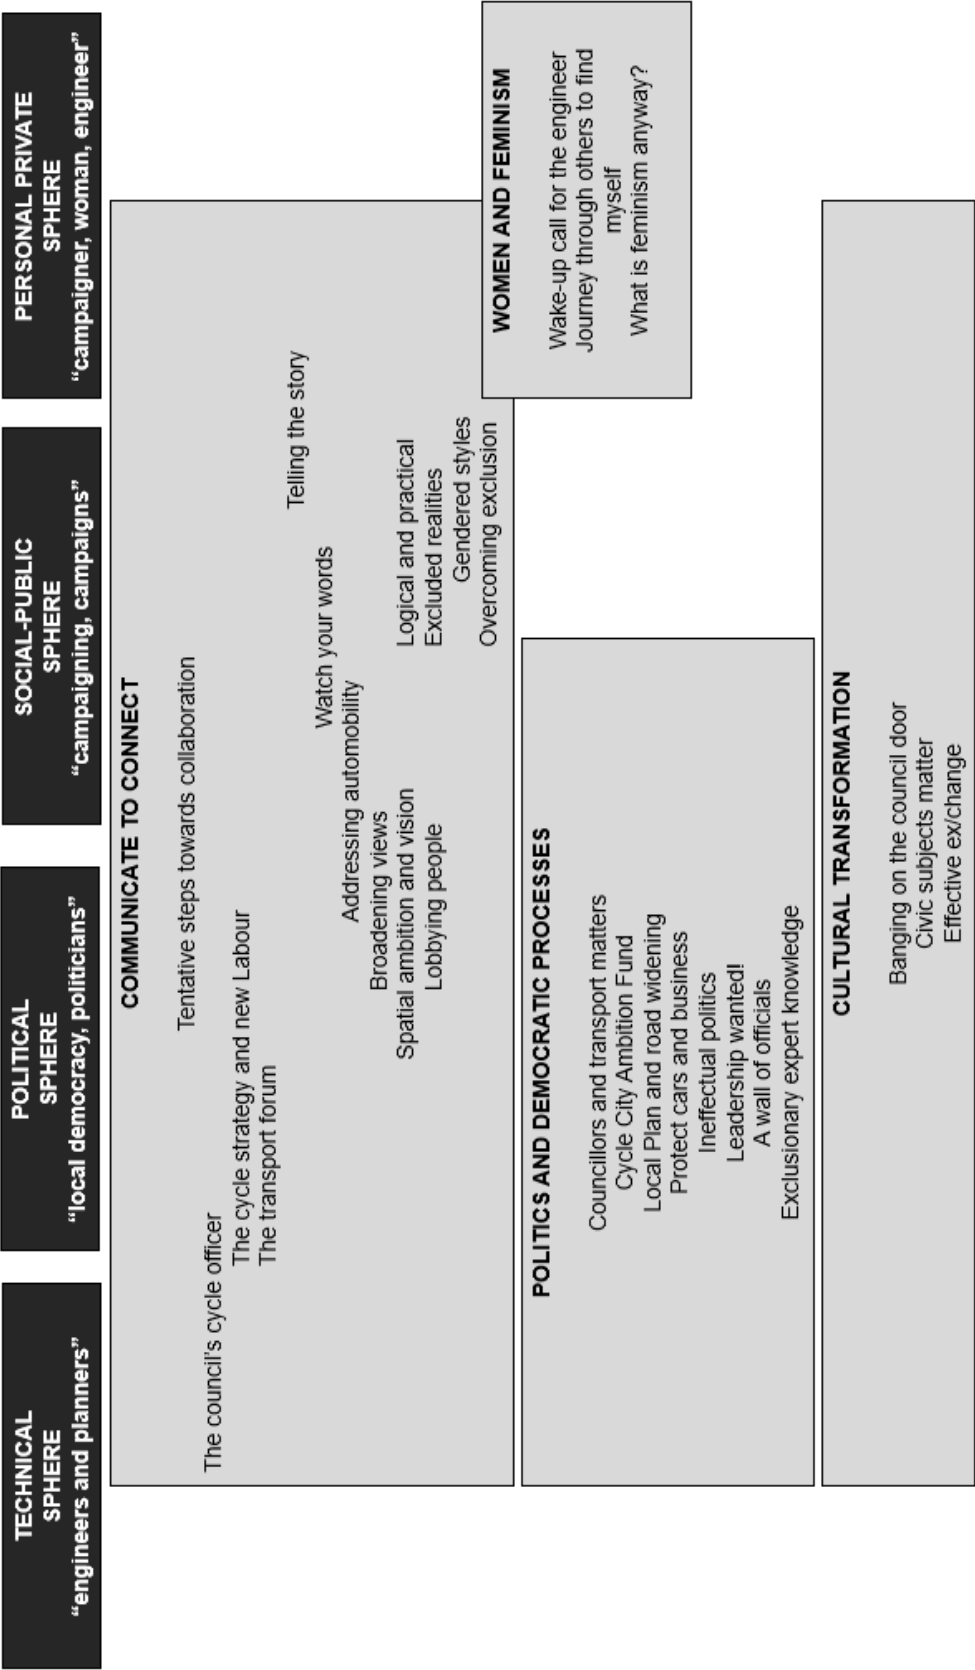 TECHNICAL
SPHERE
“engineers and planners”
POLITICAL
SPHERE
“local democracy, politicians”
SOCIAL-PUBLIC
SPHERE
“campaigning, campaigns”
PERSONAL PRIVATE
SPHERE
“campaigner, woman, engineer”
COMMUNICATE TO CONNECT
Tentative steps towards collaboration
The council's cycle officer
The cycle strategy and new Labour
The transport forum
Telling the story
Watch your words
Addressing automobility
Broadening views
Spatial ambition and vision
Lobbying people
Logical and practical
Excluded realities
Gendered styles
Overcoming exclusion
WOMEN AND FEMINISM
Wake-up call for the engineer
Journey through others to find
myself
What is feminism anyway?
POLITICS AND DEMOCRATIC PROCESSES
Councillors and transport matters
Cycle City Ambition Fund
Local Plan and road widening
Protect cars and business
Ineffectual politics
Leadership wanted!
A wall of officials
Exclusionary expert knowledge
CULTURAL TRANSFORMATION
Banging on the council door
Civic subjects matter
Effective ex/change